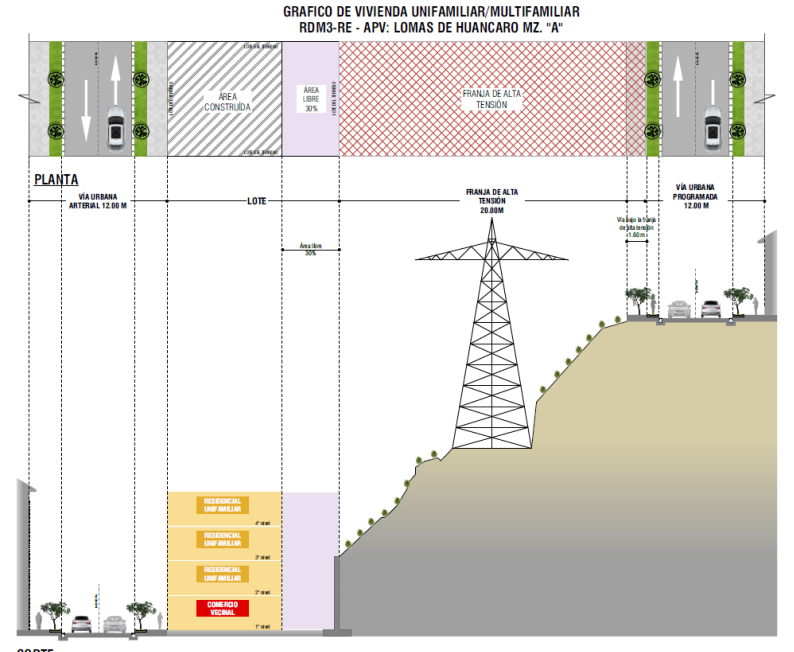 GRAFICO DE VIVIENDA UNIFAMILIAR/MULTIFAMILIAR
RDM3-RE - APV: LOMAS DE HUANCARO MZ. "A"
ÁREA
CONSTRUÍDA
ÁREA
LIBRE
30%
FRANJA DE ALTA
TENSIÓN
PLANTA
VÍA URBANA
ARTERIAL 12.00 M
LOTE
FRANJA DE ALTA
TENSIÓN
20.00M
VÍA URBANA
PROGRAMADA
12.00 M
Vía bajo la franja
de alta tensión
1.60 m
Área libre
30%
RESIDENCIAL
UNIFAMILIAR
4° nivel
RESIDENCIAL
UNIFAMILIAR
3° nivel
RESIDENCIAL
UNIFAMILIAR
2° nivel
COMERCIO
VECINAL
1° nivel
CORTE